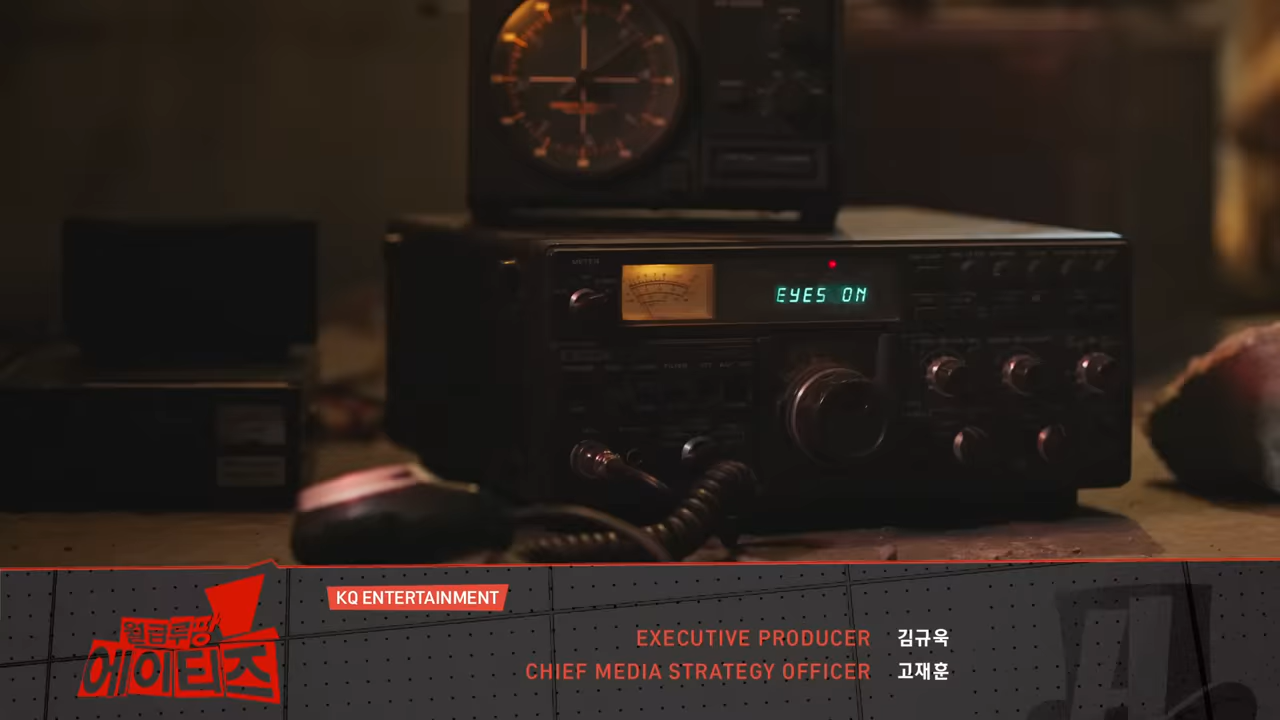 METER
EYES ON
KQ ENTERTAINMENT
월급루팡
에이티즈
EXECUTIVE PRODUCER 김규욱
CHIEF MEDIA STRATEGY OFFICER 고재훈